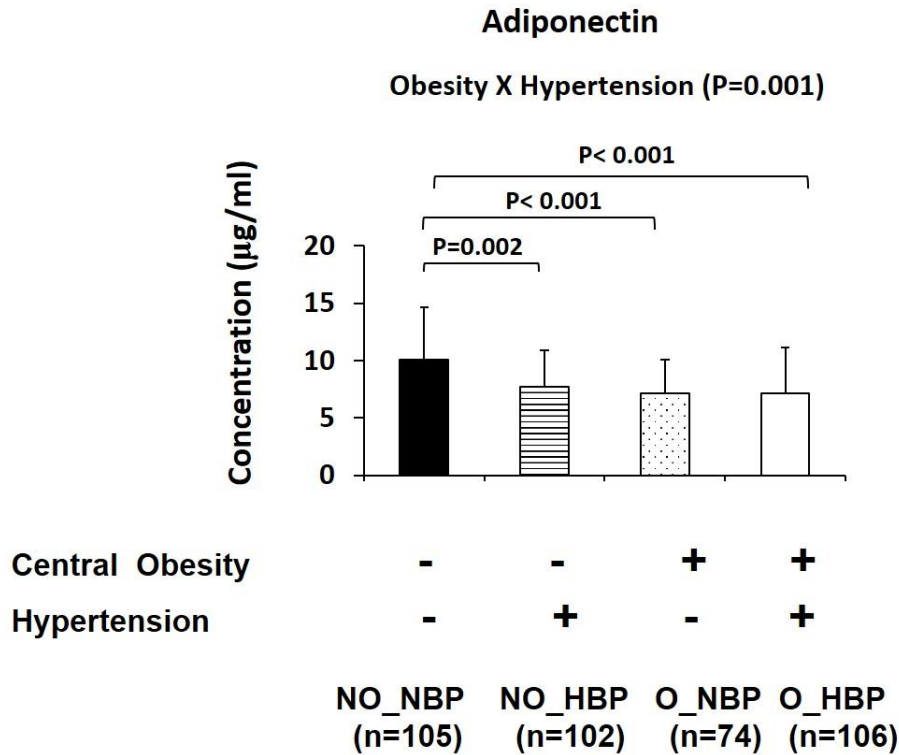 Adiponectin
Obesity X Hypertension (P=0.001)
P< 0.001
P< 0.001
P=0.002
Concentration (µg/ml)
20
15
10
5
0
Central Obesity - - + +
Hypertension - + - +
NO_NBP NO_HBP O_NBP O_HBP
(n=105) (n=102) (n=74) (n=106)